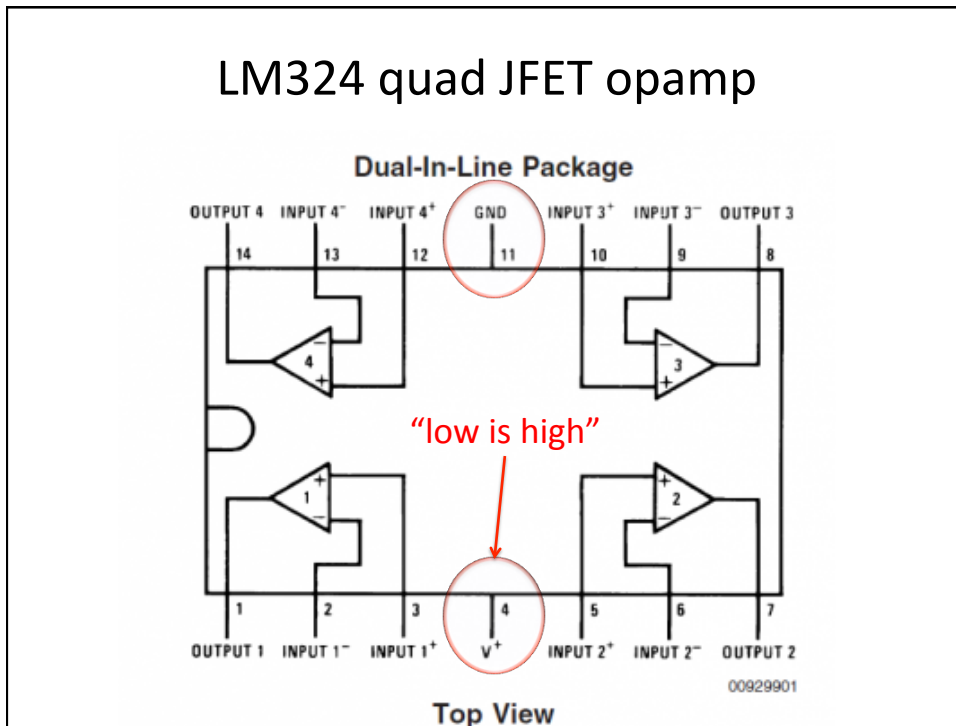 LM324 quad JFET opamp
Dual-In-Line Package
OUTPUT 4 INPUT 4⁻ INPUT 4⁺ GND INPUT 3⁺ INPUT 3⁻ OUTPUT 3
14 13 12 11 10 9 8
− −
4 3
+ +
“low is high”
+ +
1 2
− −
1 2 3 4 5 6 7
OUTPUT 1 INPUT 1⁻ INPUT 1⁺ V⁺ INPUT 2⁺ INPUT 2⁻ OUTPUT 2
00929901
Top View